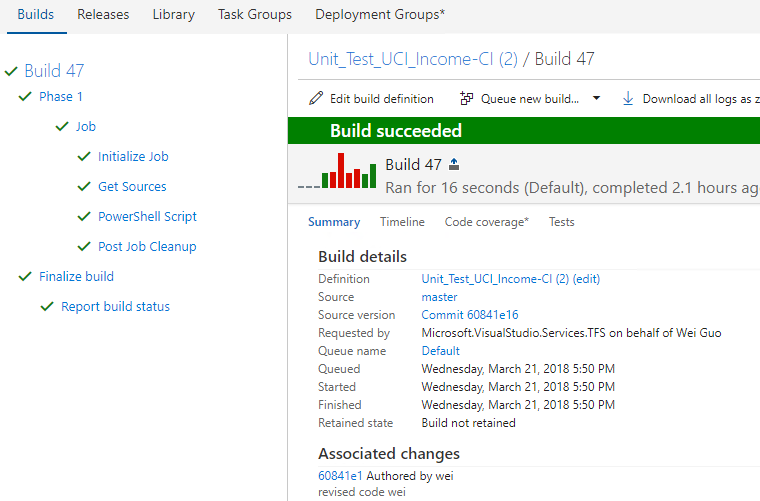 Builds Releases Library Task Groups Deployment Groups*
Build 47
Phase 1
Job
Initialize Job
Get Sources
PowerShell Script
Post Job Cleanup
Finalize build
Report build status
Unit_Test_UCI_Income-CI (2) / Build 47
Edit build definition Queue new build... Download all logs as z
Build succeeded
Build 47
Ran for 16 seconds (Default), completed 2.1 hours ag
Summary Timeline Code coverage* Tests
Build details
Definition Unit_Test_UCI_Income-CI (2) (edit)
Source master
Source version Commit 60841e16
Requested by Microsoft.VisualStudio.Services.TFS on behalf of Wei Guo
Queue name Default
Queued Wednesday, March 21, 2018 5:50 PM
Started Wednesday, March 21, 2018 5:50 PM
Finished Wednesday, March 21, 2018 5:50 PM
Retained state Build not retained
Associated changes
60841e1 Authored by wei
revised code wei